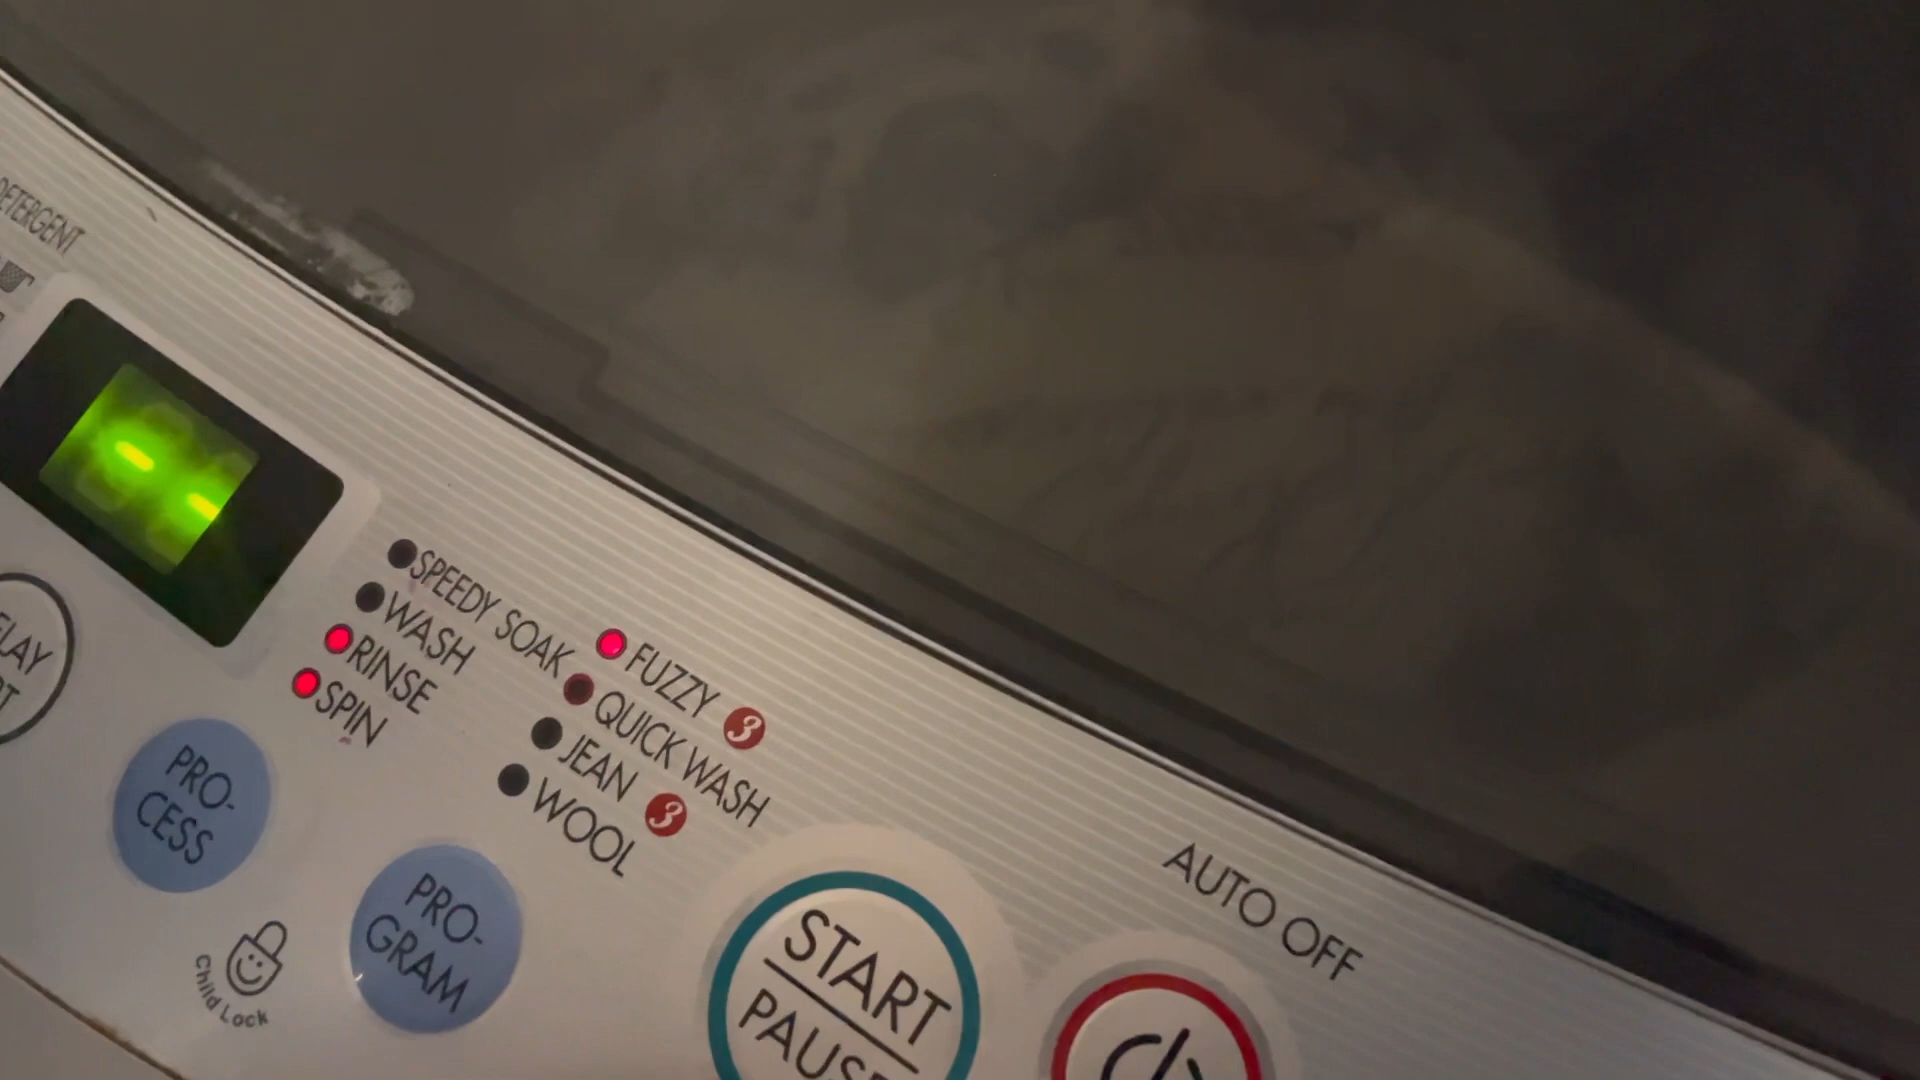 DETERGENT
SPEEDY SOAK
WASH
RINSE
SPIN
FUZZY 3
QUICK WASH
JEAN 3
WOOL
PRO-
CESS
PRO-
GRAM
Child Lock
START
PAUSE
AUTO OFF